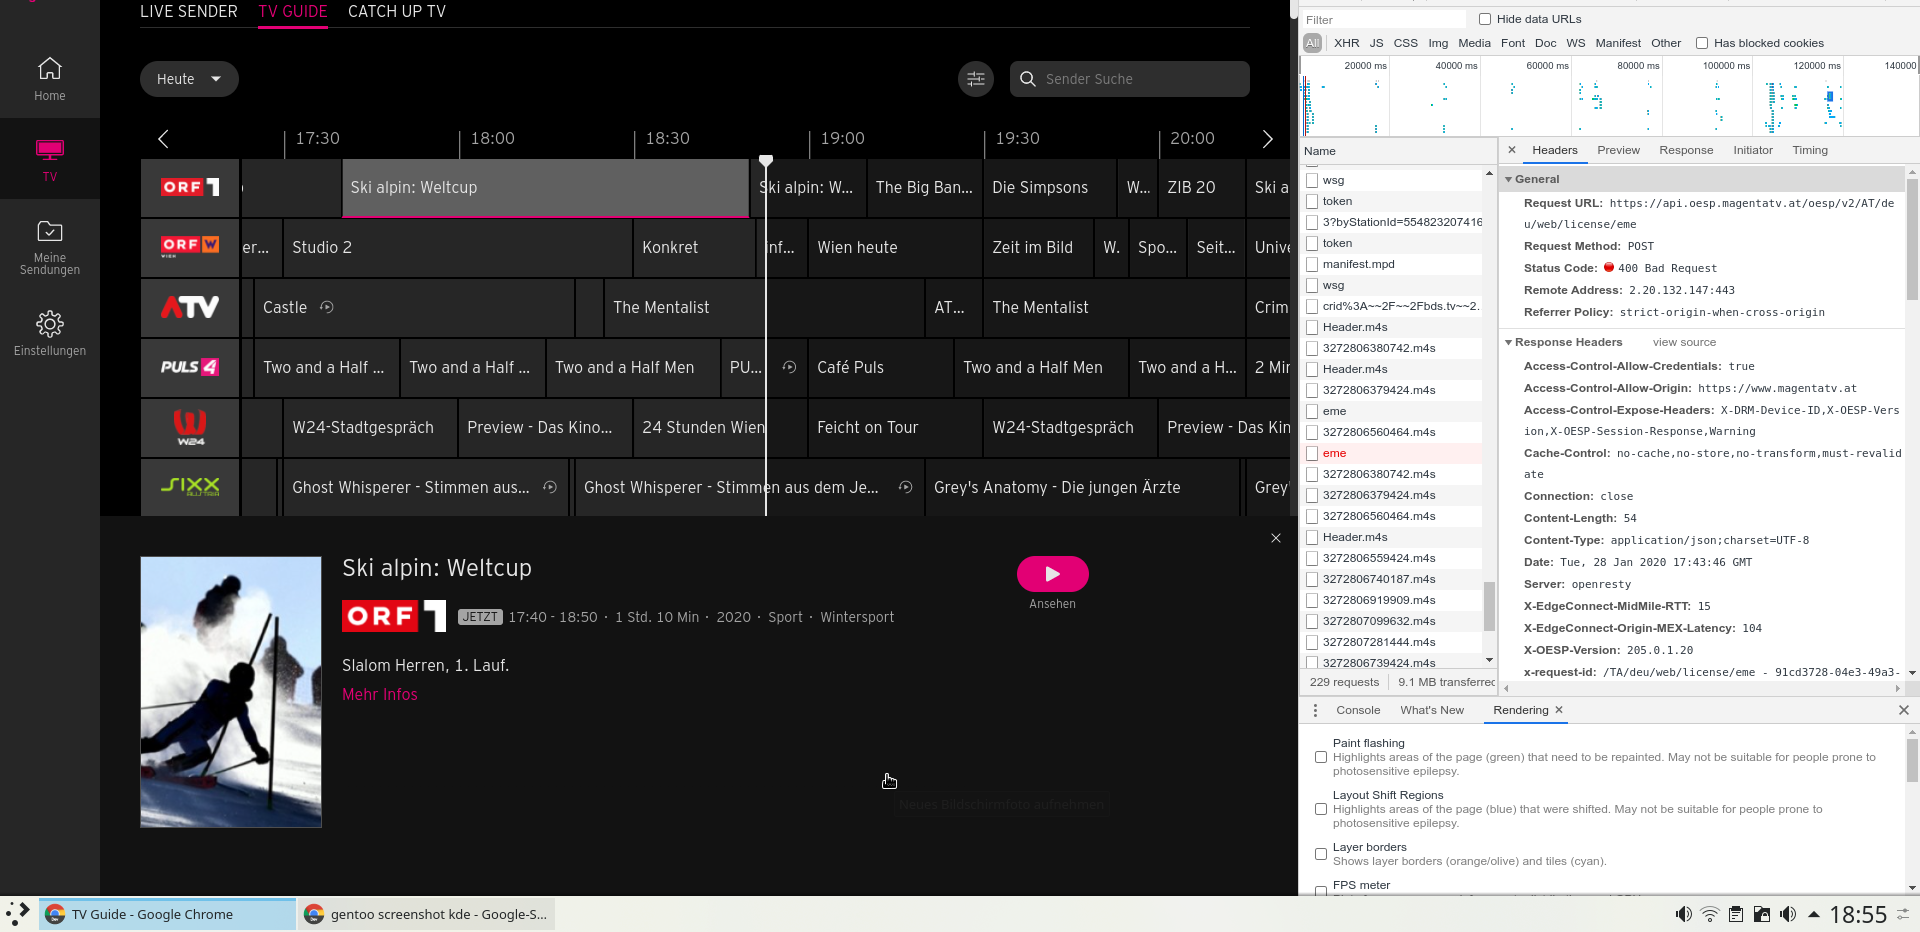 LIVE SENDER
TV GUIDE
CATCH UP TV
Heute
Sender Suche
Home
TV
Meine
Sendungen
Einstellungen
17:30
18:00
18:30
19:00
19:30
20:00
ORF 1
Ski alpin: Weltcup
Ski alpin: W...
The Big Ban...
Die Simpsons
W...
ZIB 20
Ski a
ORF W
WIEN
er...
Studio 2
Konkret
inf...
Wien heute
Zeit im Bild
W.
Spo...
Seit...
Unive
ATV
Castle
The Mentalist
AT...
The Mentalist
Crim
PULS 4
Two and a Half ...
Two and a Half ...
Two and a Half Men
PU...
Café Puls
Two and a Half Men
Two and a H...
2 Min
W24
W24-Stadtgespräch
Preview - Das Kino...
24 Stunden Wien
Feicht on Tour
W24-Stadtgespräch
Preview - Das Kin
SIXX
AUSTRIA
Ghost Whisperer - Stimmen aus...
Ghost Whisperer - Stimmen aus dem Je...
Grey's Anatomy - Die jungen Ärzte
Grey'
Ski alpin: Weltcup
ORF 1
JETZT 17:40 - 18:50 · 1 Std. 10 Min · 2020 · Sport · Wintersport
Slalom Herren, 1. Lauf.
Mehr Infos
Ansehen
Neues Bildschirmfoto aufnehmen
Filter
Hide data URLs
All XHR JS CSS Img Media Font Doc WS Manifest Other Has blocked cookies
20000 ms 40000 ms 60000 ms 80000 ms 100000 ms 120000 ms 140000
Name
wsg
token
3?byStationId=554823207416
token
manifest.mpd
wsg
crid%3A~~2F~~2Fbds.tv~~2.
Header.m4s
3272806380742.m4s
Header.m4s
3272806379424.m4s
eme
3272806560464.m4s
eme
3272806380742.m4s
3272806379424.m4s
3272806560464.m4s
Header.m4s
3272806559424.m4s
3272806740187.m4s
3272806919909.m4s
3272807099632.m4s
3272807281444.m4s
3272806739424.m4s
229 requests 9.1 MB transferred
Headers Preview Response Initiator Timing
General
Request URL: https://api.oesp.magentatv.at/oesp/v2/AT/de
u/web/license/eme
Request Method: POST
Status Code: 400 Bad Request
Remote Address: 2.20.132.147:443
Referrer Policy: strict-origin-when-cross-origin
Response Headers view source
Access-Control-Allow-Credentials: true
Access-Control-Allow-Origin: https://www.magentatv.at
Access-Control-Expose-Headers: X-DRM-Device-ID,X-OESP-Vers
ion,X-OESP-Session-Response,Warning
Cache-Control: no-cache,no-store,no-transform,must-revalid
ate
Connection: close
Content-Length: 54
Content-Type: application/json;charset=UTF-8
Date: Tue, 28 Jan 2020 17:43:46 GMT
Server: openresty
X-EdgeConnect-MidMile-RTT: 15
X-EdgeConnect-Origin-MEX-Latency: 104
X-OESP-Version: 205.0.1.20
x-request-id: /TA/deu/web/license/eme - 91cd3728-04e3-49a3-
Console What's New Rendering
Paint flashing
Highlights areas of the page (green) that need to be repainted. May not be suitable for people prone to
photosensitive epilepsy.
Layout Shift Regions
Highlights areas of the page (blue) that were shifted. May not be suitable for people prone to
photosensitive epilepsy.
Layer borders
Shows layer borders (orange/olive) and tiles (cyan).
FPS meter
TV Guide - Google Chrome
gentoo screenshot kde - Google-S...
18:55